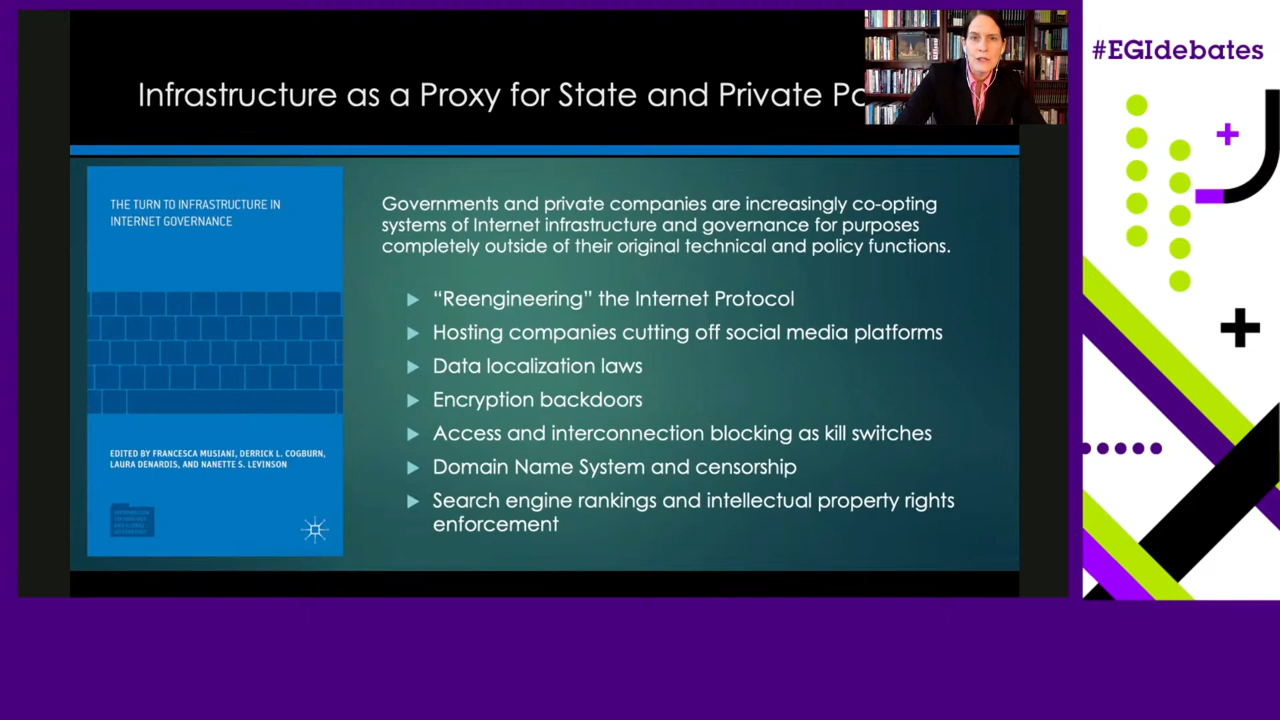 #EGIdebates
Infrastructure as a Proxy for State and Private
THE TURN TO INFRASTRUCTURE IN
INTERNET GOVERNANCE
EDITED BY FRANCESCA MUSIANI, DERRICK L. COGBURN,
LAURA DENARDIS, AND NANETTE S. LEVINSON
Governments and private companies are increasingly co-opting
systems of Internet infrastructure and governance for purposes
completely outside of their original technical and policy functions.
“Reengineering” the Internet Protocol
Hosting companies cutting off social media platforms
Data localization laws
Encryption backdoors
Access and interconnection blocking as kill switches
Domain Name System and censorship
Search engine rankings and intellectual property rights
enforcement